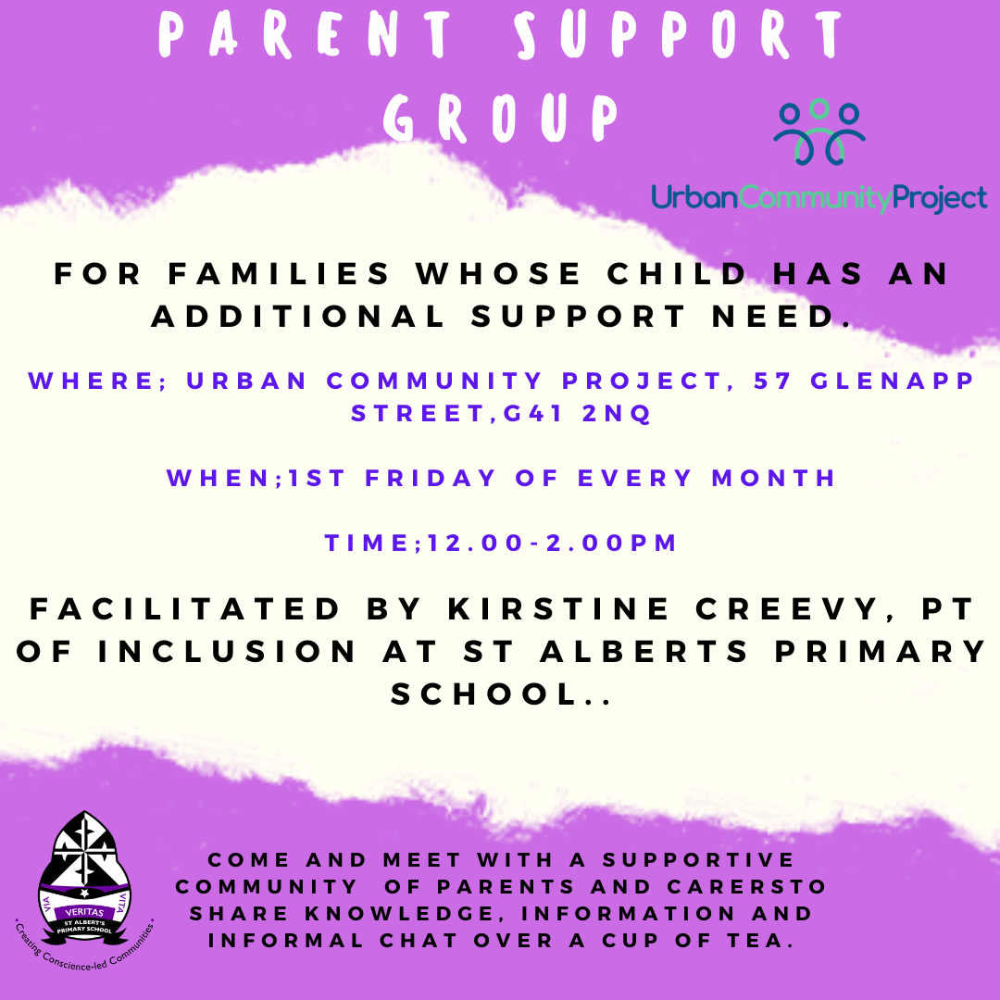 PARENT SUPPORT
GROUP
UrbanCommunityProject
FOR FAMILIES WHOSE CHILD HAS AN
ADDITIONAL SUPPORT NEED.
WHERE; URBAN COMMUNITY PROJECT, 57 GLENAPP
STREET,G41 2NQ
WHEN;1ST FRIDAY OF EVERY MONTH
TIME;12.00-2.00PM
FACILITATED BY KIRSTINE CREEVY, PT
OF INCLUSION AT ST ALBERTS PRIMARY
SCHOOL..
COME AND MEET WITH A SUPPORTIVE
COMMUNITY  OF PARENTS AND CARERSTO
SHARE KNOWLEDGE, INFORMATION AND
INFORMAL CHAT OVER A CUP OF TEA.
VIA
VERITAS
VITA
ST ALBERT'S
PRIMARY SCHOOL
•Creating Conscience-led Communities•